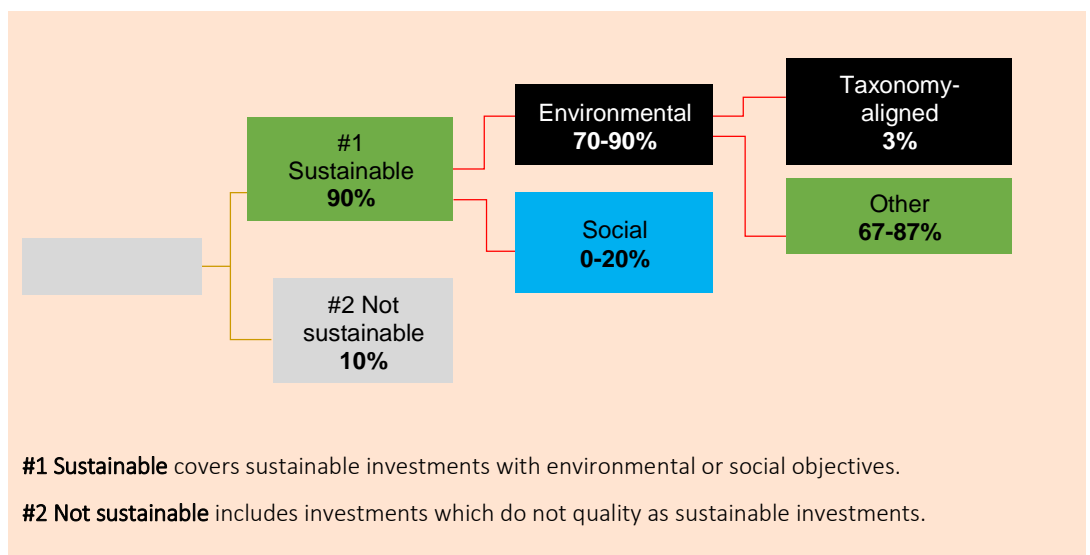 #1
Sustainable
90%
#2 Not
sustainable
10%
Environmental
70-90%
Social
0-20%
Taxonomy-
aligned
3%
Other
67-87%
#1 Sustainable covers sustainable investments with environmental or social objectives.
#2 Not sustainable includes investments which do not quality as sustainable investments.